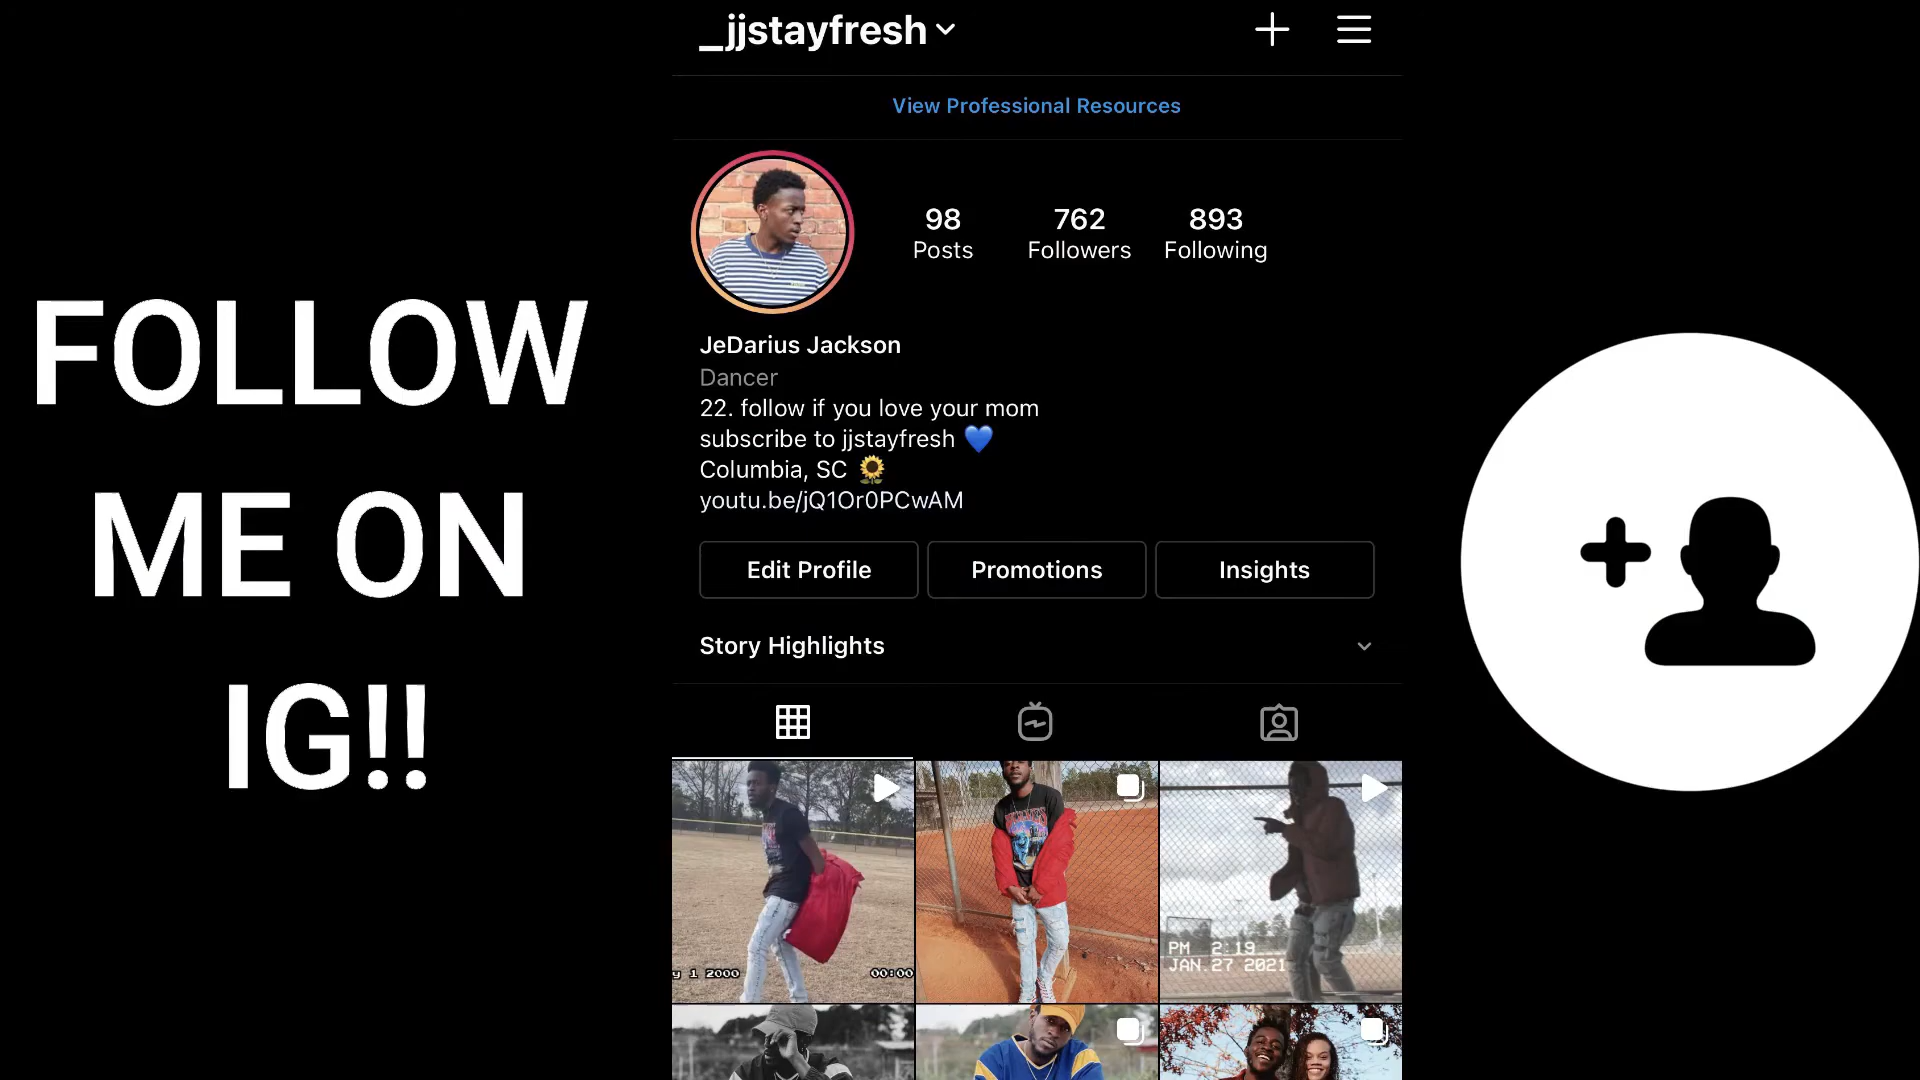 FOLLOW
ME ON
IG!!
_jjstayfresh
View Professional Resources
98
Posts
762
Followers
893
Following
JeDarius Jackson
Dancer
22. follow if you love your mom
subscribe to jjstayfresh 💙
Columbia, SC 🌻
youtu.be/jQ1Or0PCwAM
Edit Profile
Promotions
Insights
Story Highlights
y 1 2000
00:00
PM 2:19
JAN.27 2021